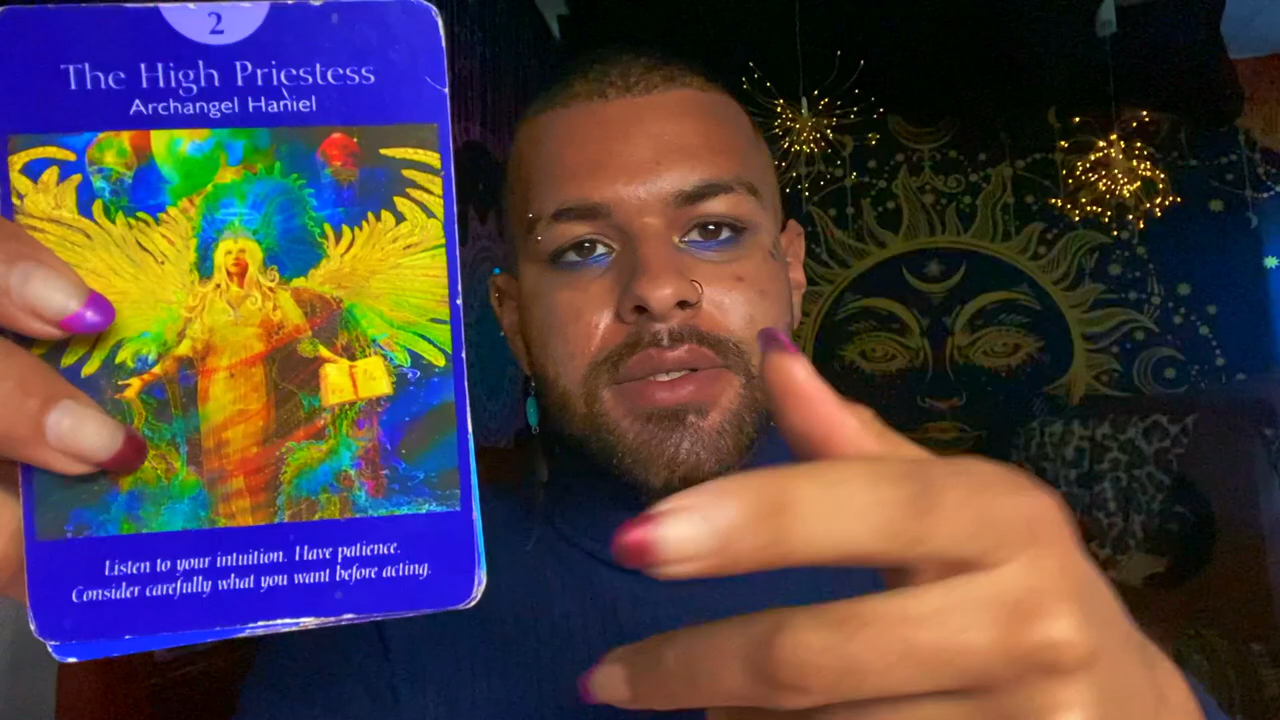 2
The High Priestess
Archangel Haniel
Listen to your intuition. Have patience.
Consider carefully what you want before acting.